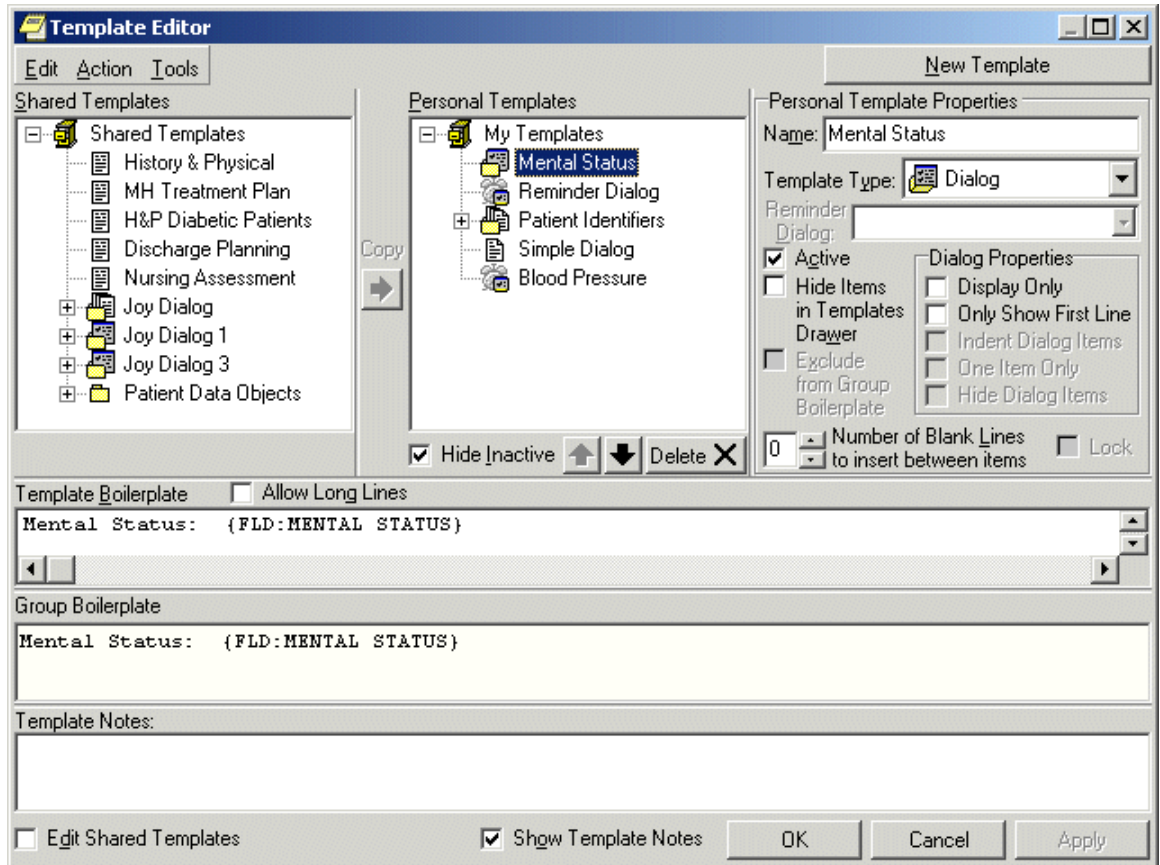 Template Editor
Edit Action Tools
New Template
Shared Templates
Shared Templates
History & Physical
MH Treatment Plan
H&P Diabetic Patients
Discharge Planning
Nursing Assessment
Joy Dialog
Joy Dialog 1
Joy Dialog 3
Patient Data Objects
Copy
Personal Templates
My Templates
Mental Status
Reminder Dialog
Patient Identifiers
Simple Dialog
Blood Pressure
Hide Inactive
Delete
Personal Template Properties
Name: Mental Status
Template Type: Dialog
Reminder
Dialog:
Active
Hide Items
in Templates
Drawer
Exclude
from Group
Boilerplate
Dialog Properties
Display Only
Only Show First Line
Indent Dialog Items
One Item Only
Hide Dialog Items
0 Number of Blank Lines
to insert between items
Lock
Template Boilerplate Allow Long Lines
Mental Status: {FLD:MENTAL STATUS}
Group Boilerplate
Mental Status: {FLD:MENTAL STATUS}
Template Notes:
Edit Shared Templates Show Template Notes OK Cancel Apply